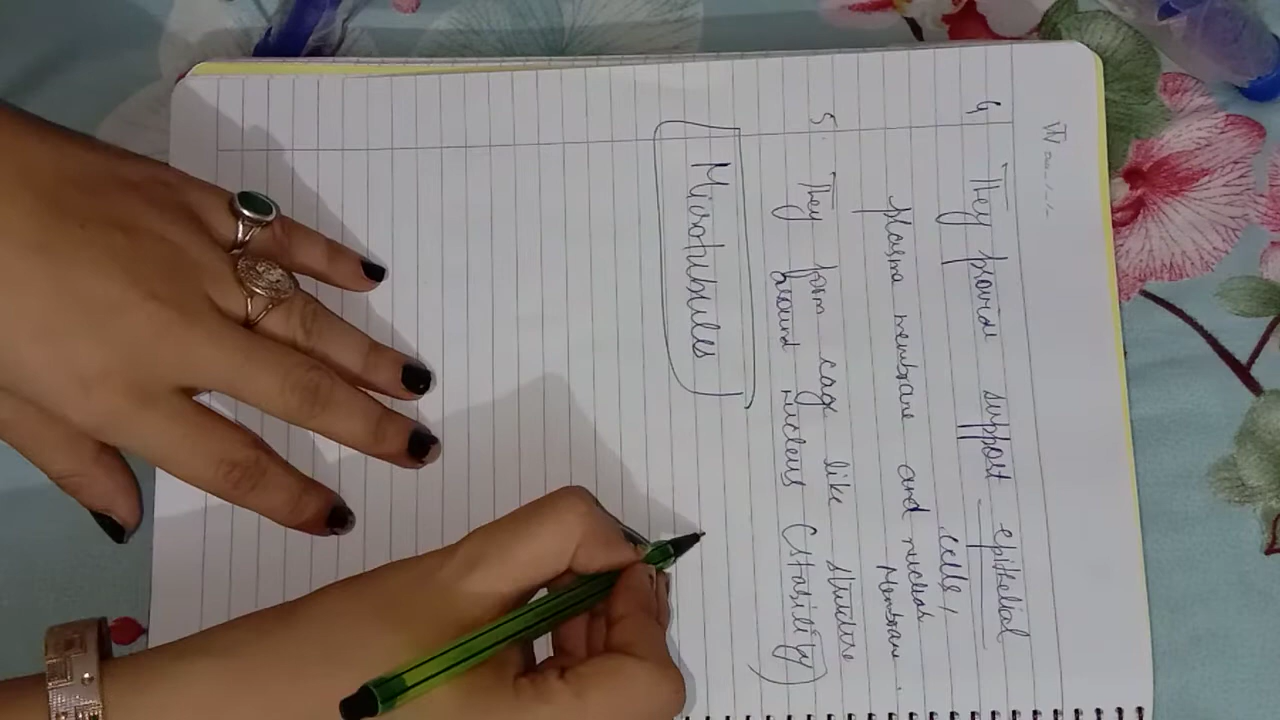 4 They provide support epithelial
cells,
plasma membrane and nuclear
Membrane.
5. They form cage like structure
around nucleus (Stability)
Microtubules